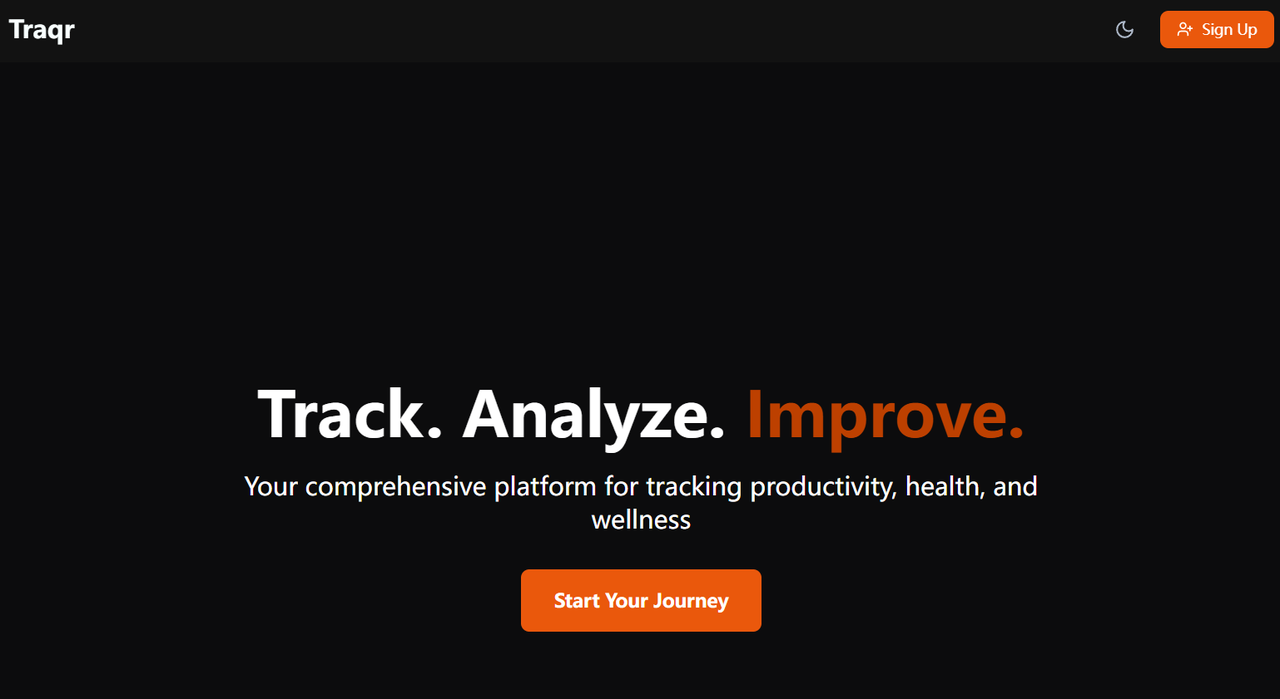 Traqr
Sign Up
Track. Analyze. Improve.
Your comprehensive platform for tracking productivity, health, and
wellness
Start Your Journey